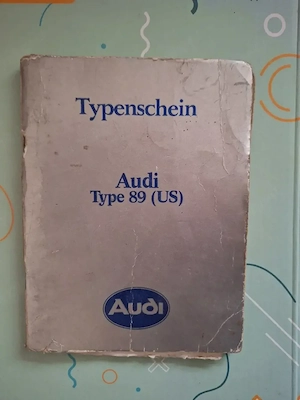 Typenschein
Audi
Type 89 (US)
Audi